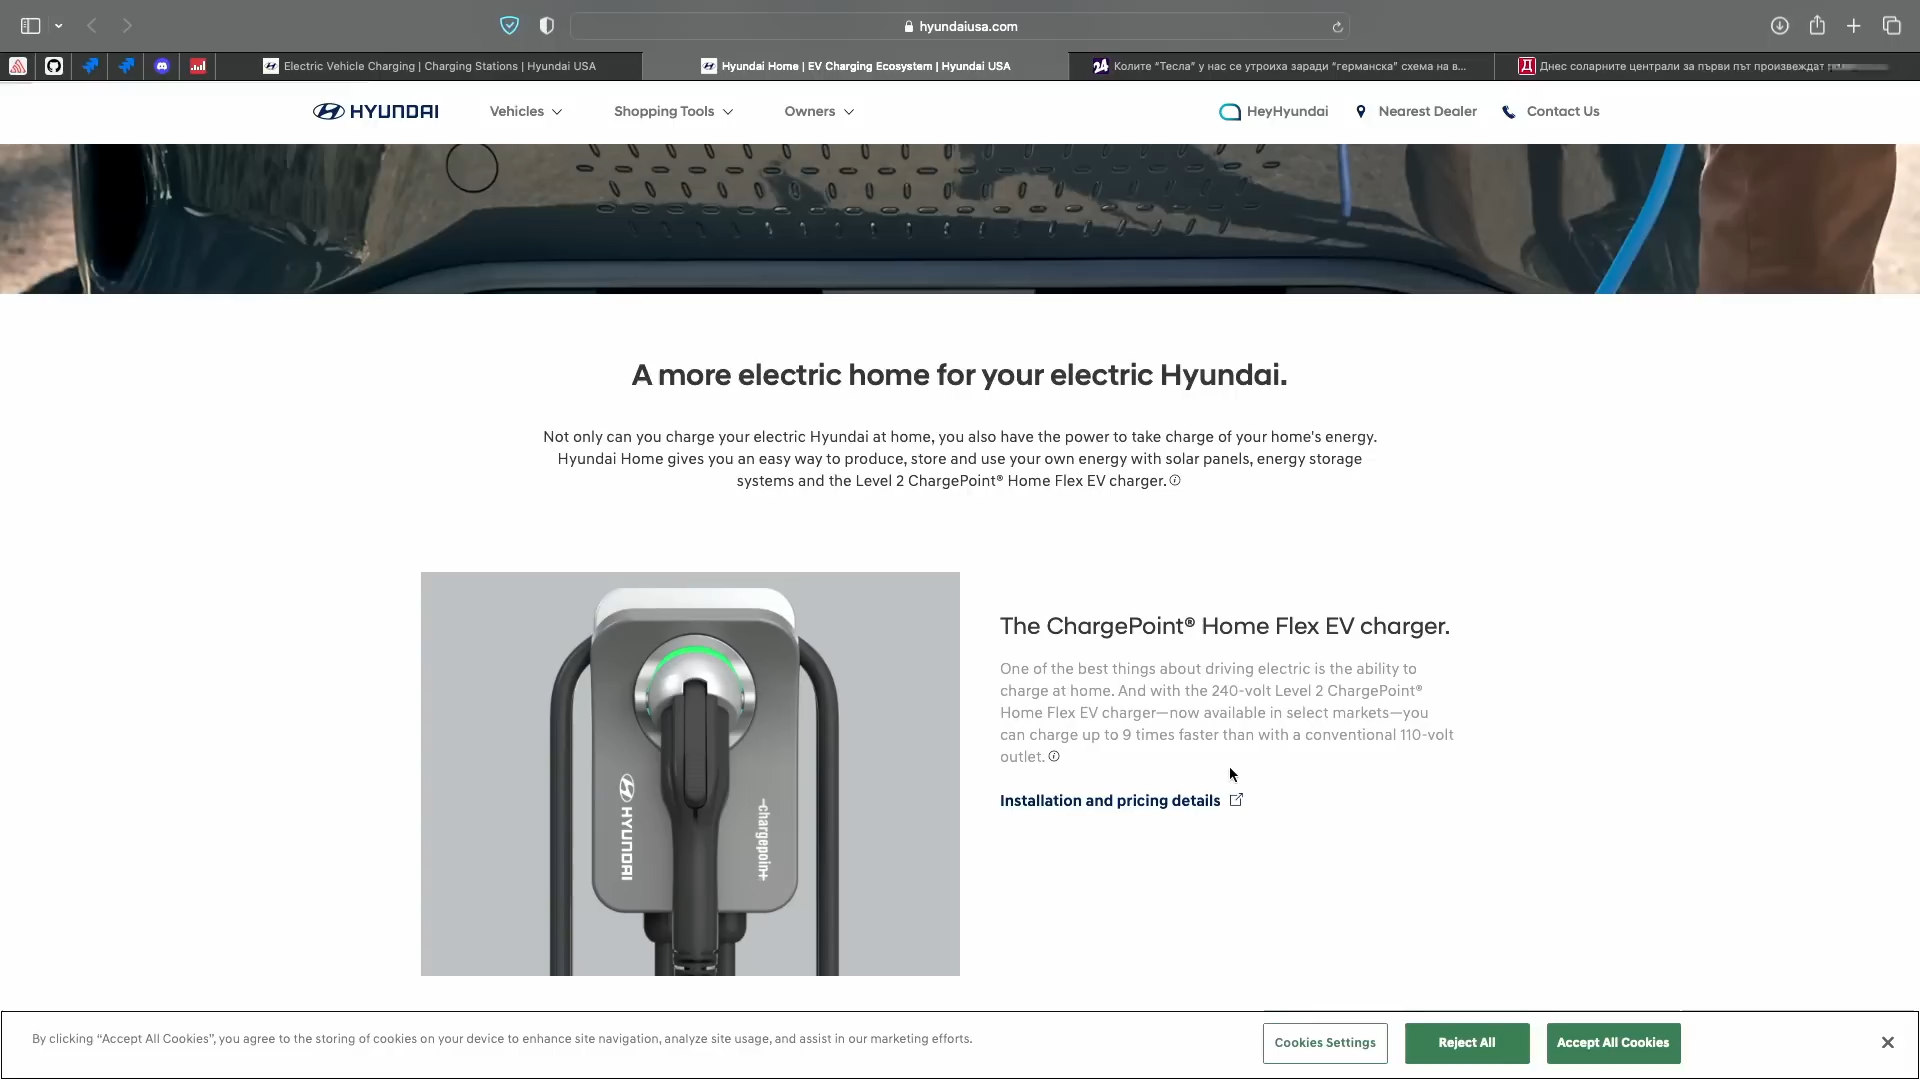 hyundaiusa.com
Electric Vehicle Charging | Charging Stations | Hyundai USA
Hyundai Home | EV Charging Ecosystem | Hyundai USA
24 Колите “Тесла” у нас се утроиха заради “германска” схема на в...
Д Днес соларните централи за първи път произвеждат
HYUNDAI
Vehicles
Shopping Tools
Owners
HeyHyundai
Nearest Dealer
Contact Us
A more electric home for your electric Hyundai.
Not only can you charge your electric Hyundai at home, you also have the power to take charge of your home's energy.
Hyundai Home gives you an easy way to produce, store and use your own energy with solar panels, energy storage
systems and the Level 2 ChargePoint® Home Flex EV charger.
HYUNDAI
-chargepoin+
The ChargePoint® Home Flex EV charger.
One of the best things about driving electric is the ability to
charge at home. And with the 240-volt Level 2 ChargePoint®
Home Flex EV charger—now available in select markets—you
can charge up to 9 times faster than with a conventional 110-volt
outlet.
Installation and pricing details
By clicking “Accept All Cookies”, you agree to the storing of cookies on your device to enhance site navigation, analyze site usage, and assist in our marketing efforts.
Cookies Settings
Reject All
Accept All Cookies